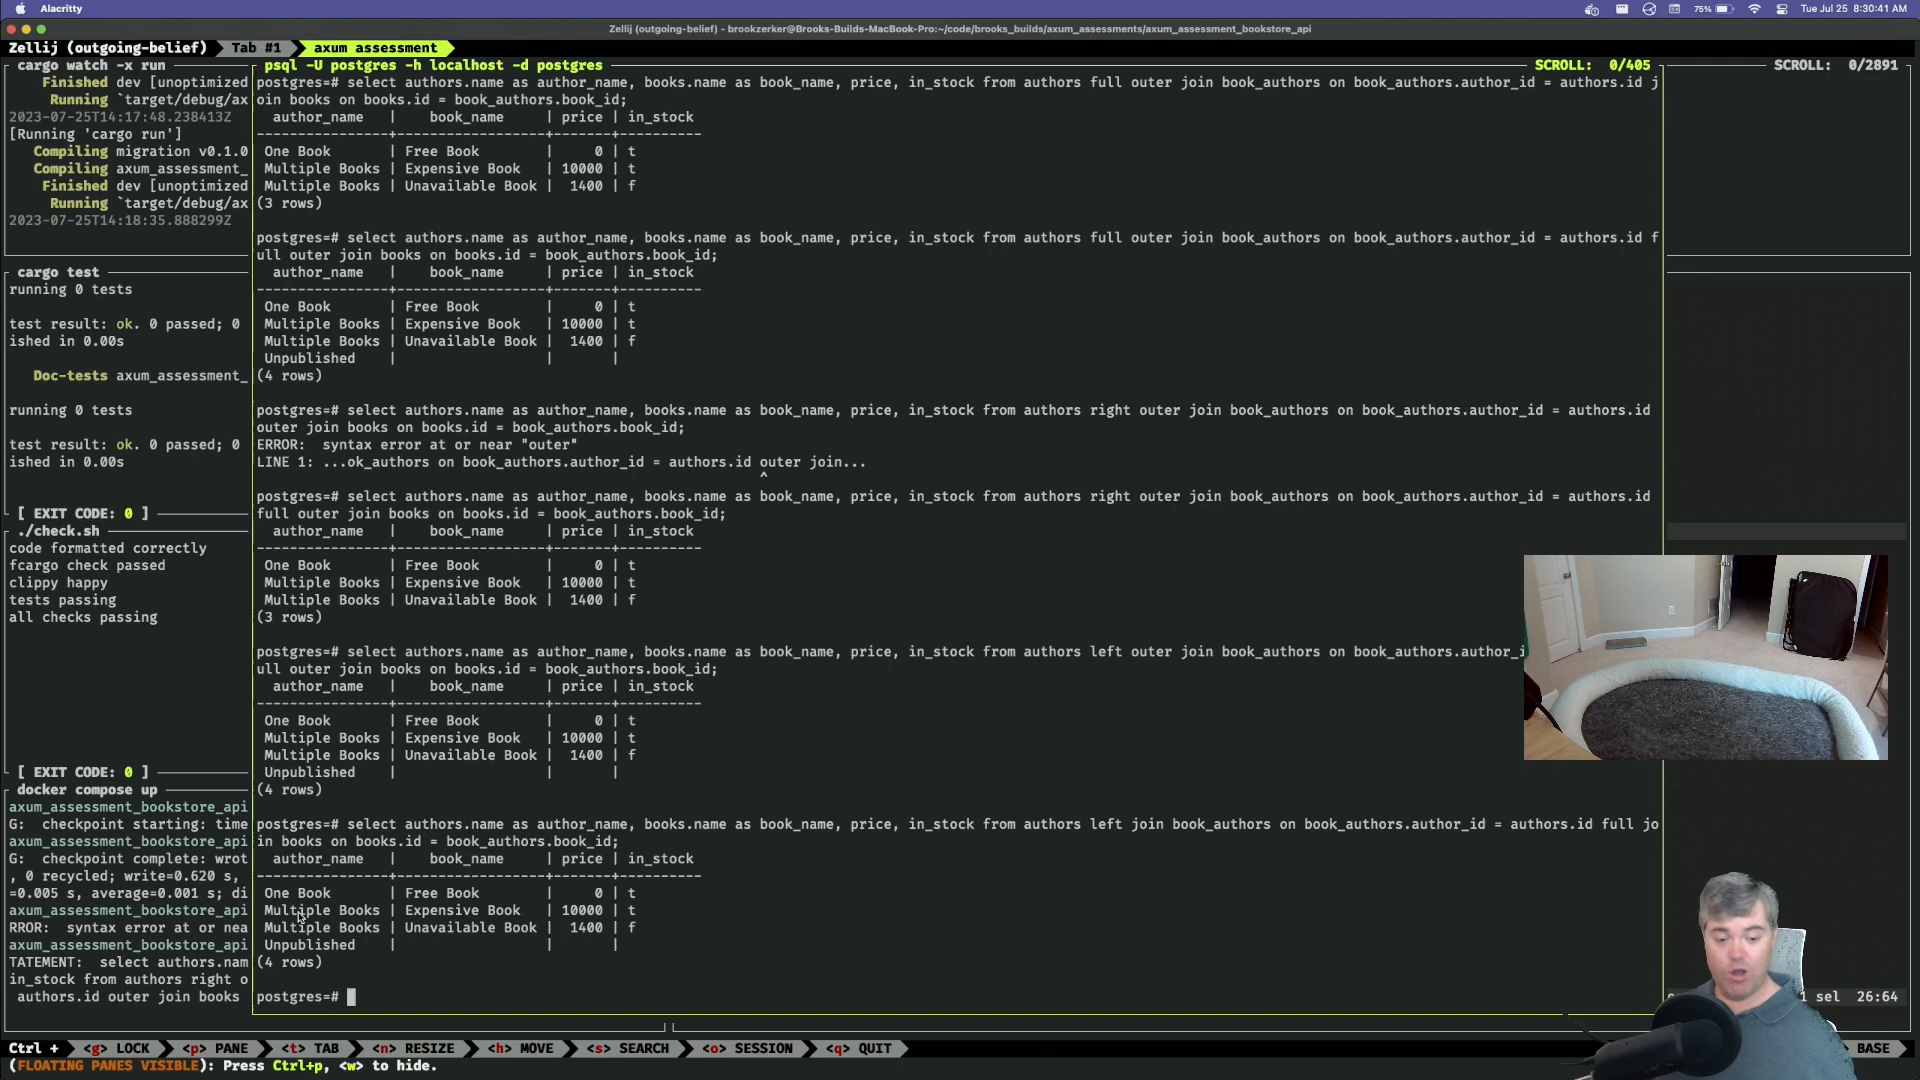 Alacritty
75%
Tue Jul 25 8:30:41 AM
Zellij (outgoing-belief) - brookzerker@Brooks-Builds-MacBook-Pro:~/code/brooks_builds/axum_assessments/axum_assessment_bookstore_api
Zellij (outgoing-belief) Tab #1 axum assessment
cargo watch -x run
Finished dev [unoptimized
Running `target/debug/ax
2023-07-25T14:17:48.238413Z
[Running 'cargo run']
Compiling migration v0.1.0
Compiling axum_assessment_
Finished dev [unoptimized
Running `target/debug/ax
2023-07-25T14:18:35.888299Z
cargo test
running 0 tests
test result: ok. 0 passed; 0
ished in 0.00s
Doc-tests axum_assessment_
running 0 tests
test result: ok. 0 passed; 0
ished in 0.00s
[ EXIT CODE: 0 ]
./check.sh
code formatted correctly
fcargo check passed
clippy happy
tests passing
all checks passing
[ EXIT CODE: 0 ]
docker compose up
axum_assessment_bookstore_api
G:  checkpoint starting: time
axum_assessment_bookstore_api
G:  checkpoint complete: wrot
, 0 recycled; write=0.620 s,
=0.005 s, average=0.001 s; di
axum_assessment_bookstore_api
RROR:  syntax error at or nea
axum_assessment_bookstore_api
TATEMENT:  select authors.nam
in_stock from authors right o
authors.id outer join books
psql -U postgres -h localhost -d postgres
SCROLL: 0/405
SCROLL: 0/2891
postgres=# select authors.name as author_name, books.name as book_name, price, in_stock from authors full outer join book_authors on book_authors.author_id = authors.id j
oin books on books.id = book_authors.book_id;
author_name | book_name | price | in_stock
----------------+------------------+-------+----------
One Book | Free Book | 0 | t
Multiple Books | Expensive Book | 10000 | t
Multiple Books | Unavailable Book | 1400 | f
(3 rows)
postgres=# select authors.name as author_name, books.name as book_name, price, in_stock from authors full outer join book_authors on book_authors.author_id = authors.id f
ull outer join books on books.id = book_authors.book_id;
author_name | book_name | price | in_stock
----------------+------------------+-------+----------
One Book | Free Book | 0 | t
Multiple Books | Expensive Book | 10000 | t
Multiple Books | Unavailable Book | 1400 | f
Unpublished | | |
(4 rows)
postgres=# select authors.name as author_name, books.name as book_name, price, in_stock from authors right outer join book_authors on book_authors.author_id = authors.id
outer join books on books.id = book_authors.book_id;
ERROR:  syntax error at or near "outer"
LINE 1: ...ok_authors on book_authors.author_id = authors.id outer join...
^
postgres=# select authors.name as author_name, books.name as book_name, price, in_stock from authors right outer join book_authors on book_authors.author_id = authors.id
full outer join books on books.id = book_authors.book_id;
author_name | book_name | price | in_stock
----------------+------------------+-------+----------
One Book | Free Book | 0 | t
Multiple Books | Expensive Book | 10000 | t
Multiple Books | Unavailable Book | 1400 | f
(3 rows)
postgres=# select authors.name as author_name, books.name as book_name, price, in_stock from authors left outer join book_authors on book_authors.author_i
ull outer join books on books.id = book_authors.book_id;
author_name | book_name | price | in_stock
----------------+------------------+-------+----------
One Book | Free Book | 0 | t
Multiple Books | Expensive Book | 10000 | t
Multiple Books | Unavailable Book | 1400 | f
Unpublished | | |
(4 rows)
postgres=# select authors.name as author_name, books.name as book_name, price, in_stock from authors left join book_authors on book_authors.author_id = authors.id full jo
in books on books.id = book_authors.book_id;
author_name | book_name | price | in_stock
----------------+------------------+-------+----------
One Book | Free Book | 0 | t
Multiple Books | Expensive Book | 10000 | t
Multiple Books | Unavailable Book | 1400 | f
Unpublished | | |
(4 rows)
postgres=#
1 sel 26:64
Ctrl + <g> LOCK <p> PANE <t> TAB <n> RESIZE <h> MOVE <s> SEARCH <o> SESSION <q> QUIT BASE
(FLOATING PANES VISIBLE): Press Ctrl+p, <w> to hide.